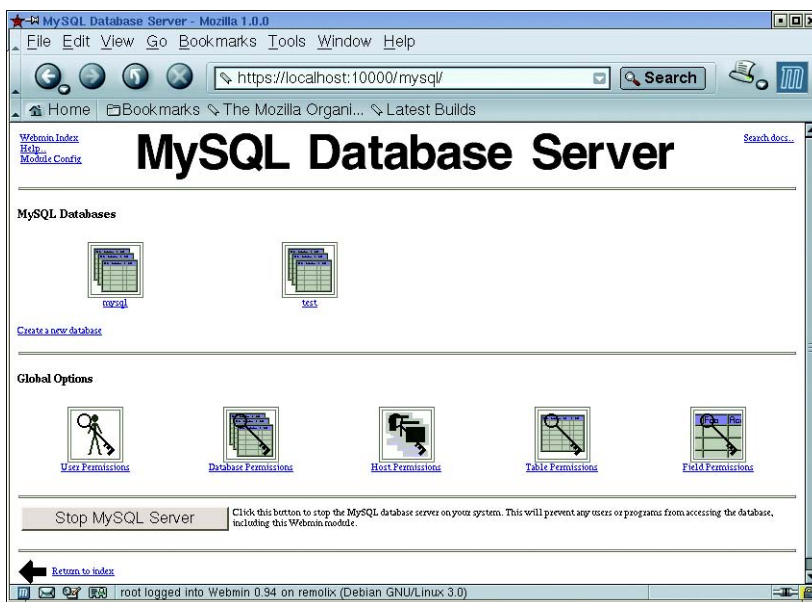 MySQL Database Server - Mozilla 1.0.0
File Edit View Go Bookmarks Tools Window Help
https://localhost:10000/mysql/ Search
Home Bookmarks The Mozilla Organi... Latest Builds
Webmin Index
Help..
Module Config
MySQL Database Server
Search docs..
MySQL Databases
mysql test
Create a new database
Global Options
User Permissions Database Permissions Host Permissions Table Permissions Field Permissions
Stop MySQL Server
Click this button to stop the MySQL database server on your system. This will prevent any users or programs from accessing the database,
including this Webmin module.
Return to index
root logged into Webmin 0.94 on remolix (Debian GNU/Linux 3.0)